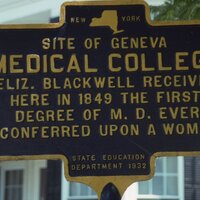 NEW YORK
SITE OF GENEVA
MEDICAL COLLEG
ELIZ. BLACKWELL RECEIVE
HERE IN 1849 THE FIRST
DEGREE OF M. D. EVER
CONFERRED UPON A WOM
STATE EDUCATION
DEPARTMENT 1932